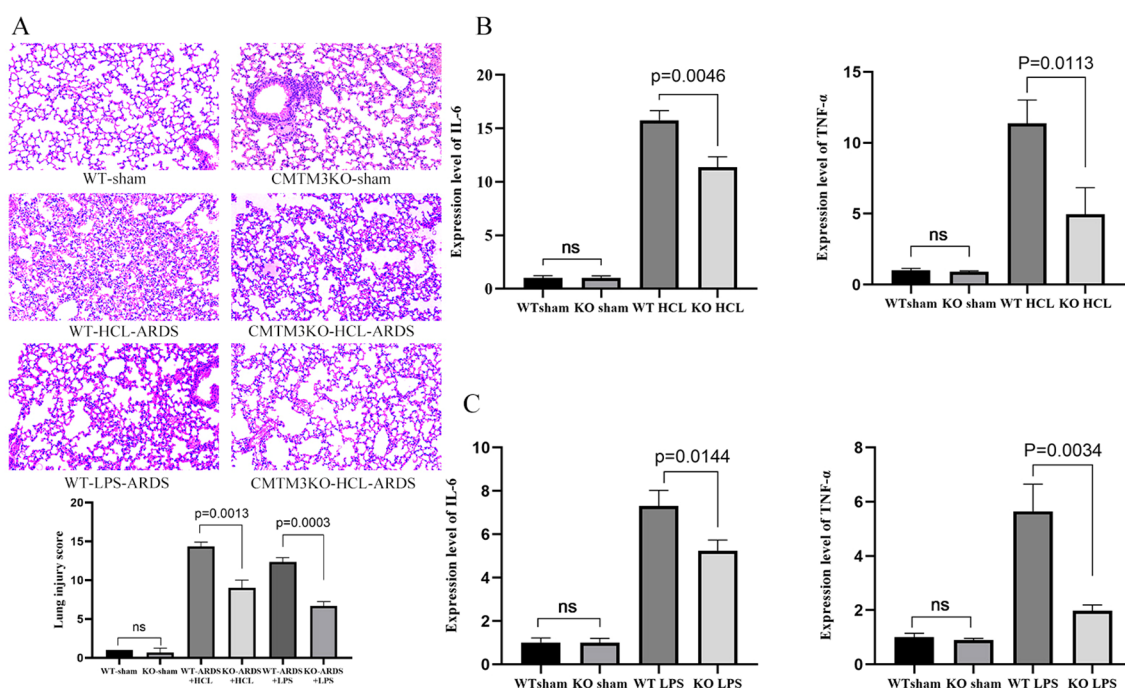 A
WT-sham
CMTM3KO-sham
WT-HCL-ARDS
CMTM3KO-HCL-ARDS
WT-LPS-ARDS
CMTM3KO-HCL-ARDS
Lung injury score
20
15
10
5
0
ns
p=0.0013
p=0.0003
WT-sham
KO-sham
WT-ARDS
+HCL
KO-ARDS
+HCL
WT-ARDS
+LPS
KO-ARDS
+LPS
B
Expression level of IL-6
20
15
10
5
0
ns
p=0.0046
WTsham
KO sham
WT HCL
KO HCL
Expression level of TNF-α
15
10
5
0
ns
P=0.0113
WTsham
KO sham
WT HCL
KO HCL
C
Expression level of IL-6
10
8
6
4
2
0
ns
p=0.0144
WTsham
KO sham
WT LPS
KO LPS
Expression level of TNF-α
8
6
4
2
0
ns
P=0.0034
WTsham
KO sham
WT LPS
KO LPS